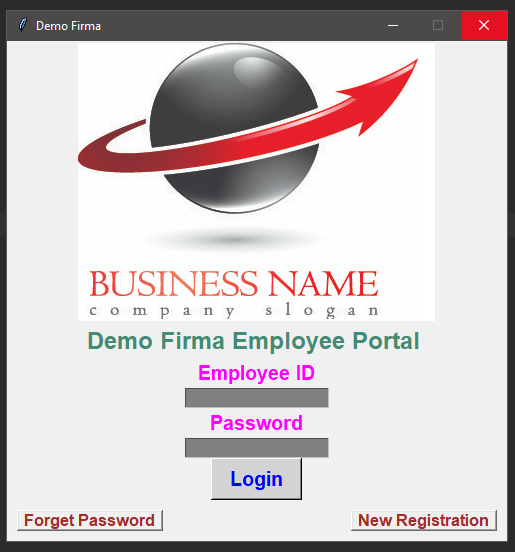 Demo Firma
BUSINESS NAME
company slogan
Demo Firma Employee Portal
Employee ID
Password
Login
Forget Password
New Registration